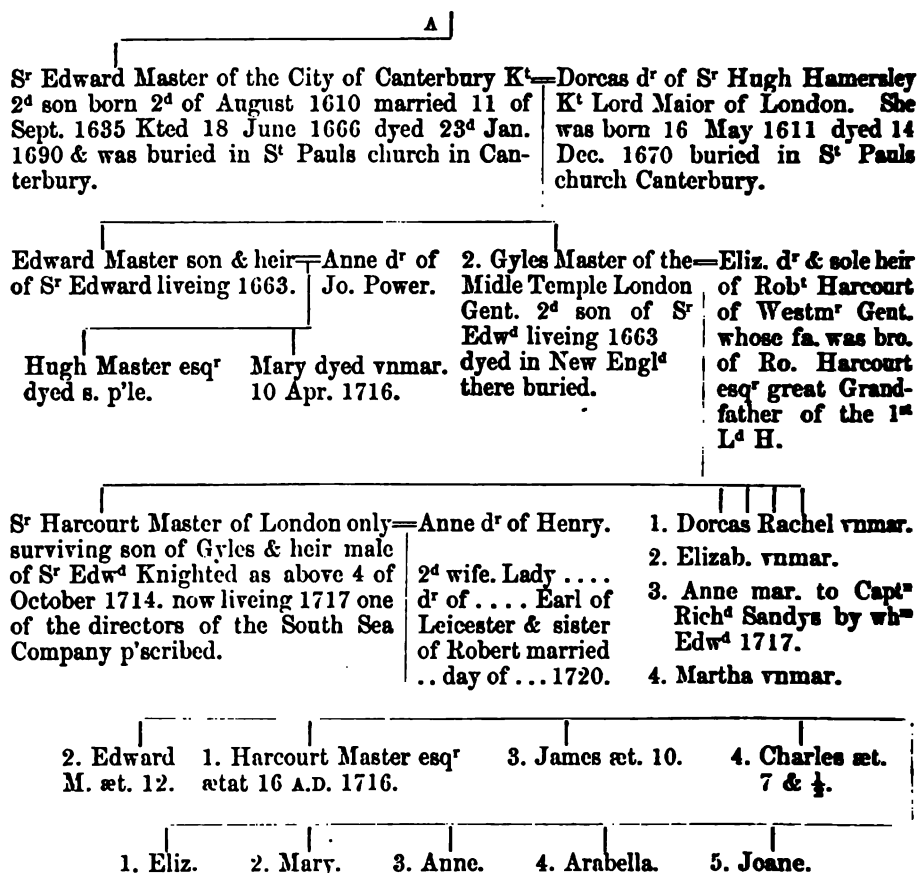 A
Sʳ Edward Master of the City of Canterbury Kᵗ=Dorcas dʳ of Sʳ Hugh Hamersley
2ᵈ son born 2ᵈ of August 1610 married 11 of
Sept. 1635 Kted 18 June 1666 dyed 23ᵈ Jan.
1690 & was buried in Sᵗ Pauls church in Can-
terbury.
Kᵗ Lord Maior of London. She
was born 16 May 1611 dyed 14
Dec. 1670 buried in Sᵗ Pauls
church Canterbury.
Edward Master son & heir=Anne dʳ of
of Sʳ Edward liveing 1663.
Jo. Power.
2. Gyles Master of the=Eliz. dʳ & sole heir
Midle Temple London
Gent. 2ᵈ son of Sʳ
Edwᵈ liveing 1663
dyed in New Englᵈ
there buried.
of Robᵗ Harcourt
of Westmʳ Gent.
whose fa. was bro.
of Ro. Harcourt
esqʳ great Grand-
father of the 1ˢᵗ
Lᵈ H.
Hugh Master esqʳ
dyed s. p'le.
Mary dyed vnmar.
10 Apr. 1716.
Sʳ Harcourt Master of London only=Anne dʳ of Henry.
surviving son of Gyles & heir male
of Sʳ Edwᵈ Knighted as above 4 of
October 1714. now liveing 1717 one
of the directors of the South Sea
Company p'scribed.
2ᵈ wife. Lady . . . .
dʳ of . . . . Earl of
Leicester & sister
of Robert married
. . day of . . . 1720.
1. Dorcas Rachel vnmar.
2. Elizab. vnmar.
3. Anne mar. to Captⁿ
Richᵈ Sandys by whᵐ
Edwᵈ 1717.
4. Martha vnmar.
2. Edward
M. æt. 12.
1. Harcourt Master esqʳ
ætat 16 A.D. 1716.
3. James æt. 10.
4. Charles æt.
7 & ½.
1. Eliz. 2. Mary. 3. Anne. 4. Arabella. 5. Joane.